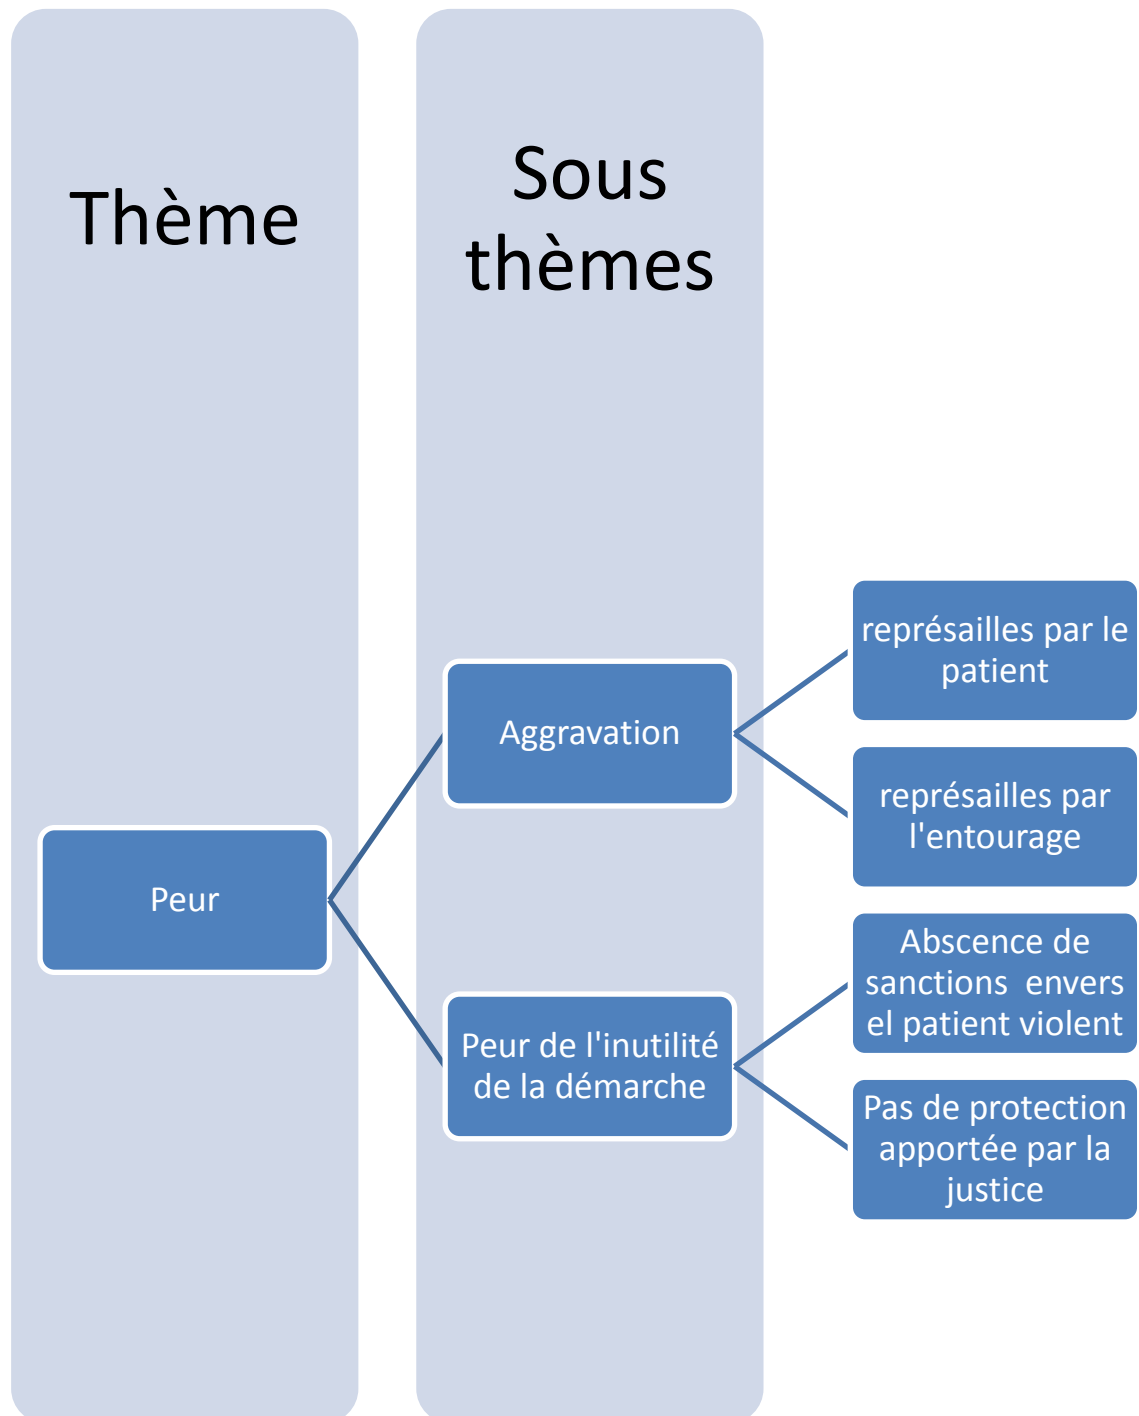 Thème
Sous
thèmes
Peur
Aggravation
représailles par le
patient
représailles par
l'entourage
Peur de l'inutilité
de la démarche
Abscence de
sanctions  envers
el patient violent
Pas de protection
apportée par la
justice